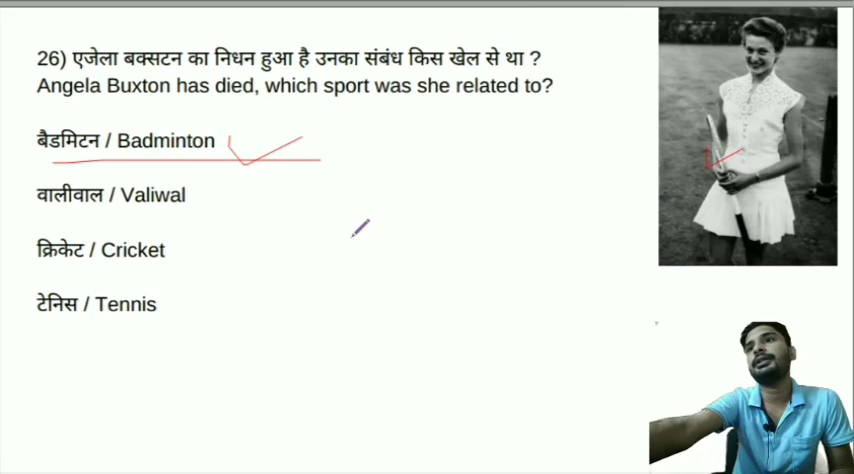 26) एजेला बक्सटन का निधन हुआ है उनका संबंध किस खेल से था ?
Angela Buxton has died, which sport was she related to?
बैडमिटन / Badminton
वालीवाल / Valiwal
क्रिकेट / Cricket
टेनिस / Tennis